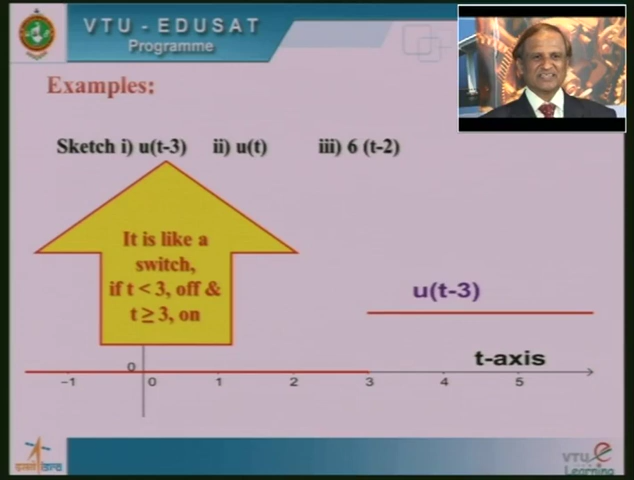 VTU - EDUSAT
Programme
Examples:
Sketch i) u(t-3) ii) u(t) iii) 6 (t-2)
It is like a
switch,
if t < 3, off &
t ≥ 3, on
u(t-3)
t-axis
0
-1 0 1 2 3 4 5
VTU e
Learning